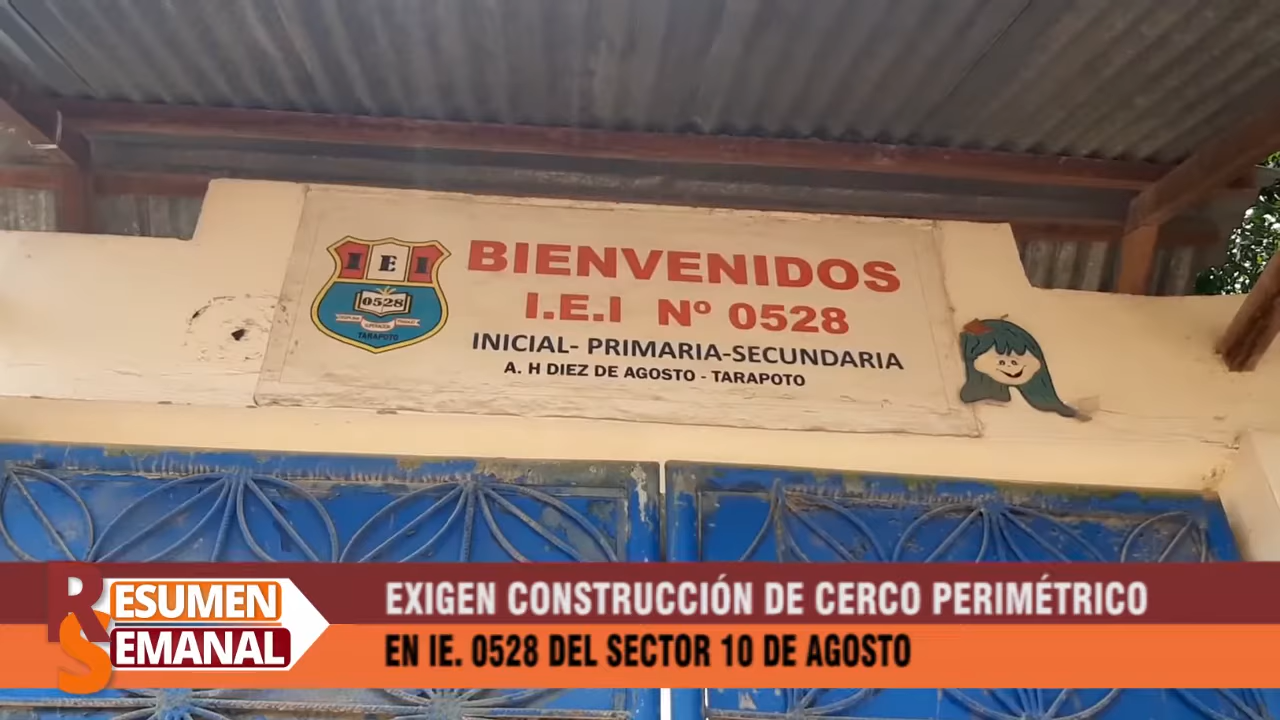 IEI
0528
TARAPOTO
BIENVENIDOS
I.E.I Nº 0528
INICIAL- PRIMARIA-SECUNDARIA
A. H DIEZ DE AGOSTO - TARAPOTO
RESUMEN
SEMANAL
EXIGEN CONSTRUCCIÓN DE CERCO PERIMÉTRICO
EN IE. 0528 DEL SECTOR 10 DE AGOSTO